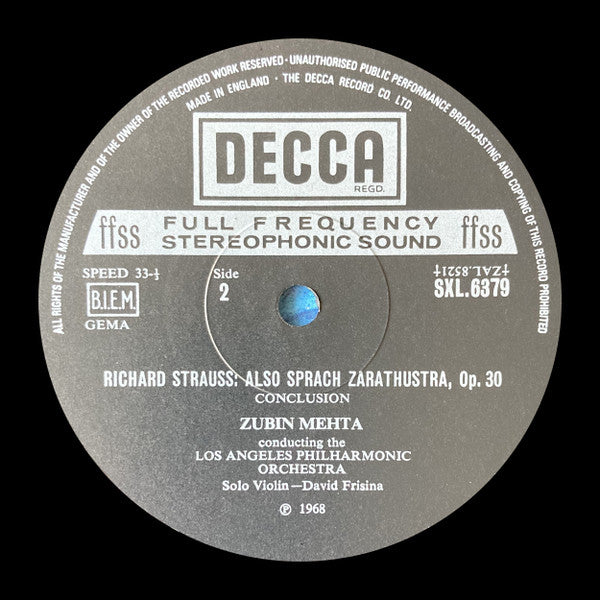 ALL RIGHTS OF THE MANUFACTURER AND OF THE OWNER OF THE RECORDED WORK RESERVED · UNAUTHORISED PUBLIC PERFORMANCE BROADCASTING AND COPYING OF THIS RECORD PROHIBITED
MADE IN ENGLAND · THE DECCA RECORD CO. LTD.
DECCA
REGD.
ffss FULL FREQUENCY ffss
STEREOPHONIC SOUND
SPEED 33-⅓
Side
‡ZAL.8521‡
B.I.E.M.
2
SXL.6379
GEMA
RICHARD STRAUSS: ALSO SPRACH ZARATHUSTRA, Op. 30
CONCLUSION
ZUBIN MEHTA
conducting the
LOS ANGELES PHILHARMONIC
ORCHESTRA
Solo Violin—David Frisina
℗ 1968